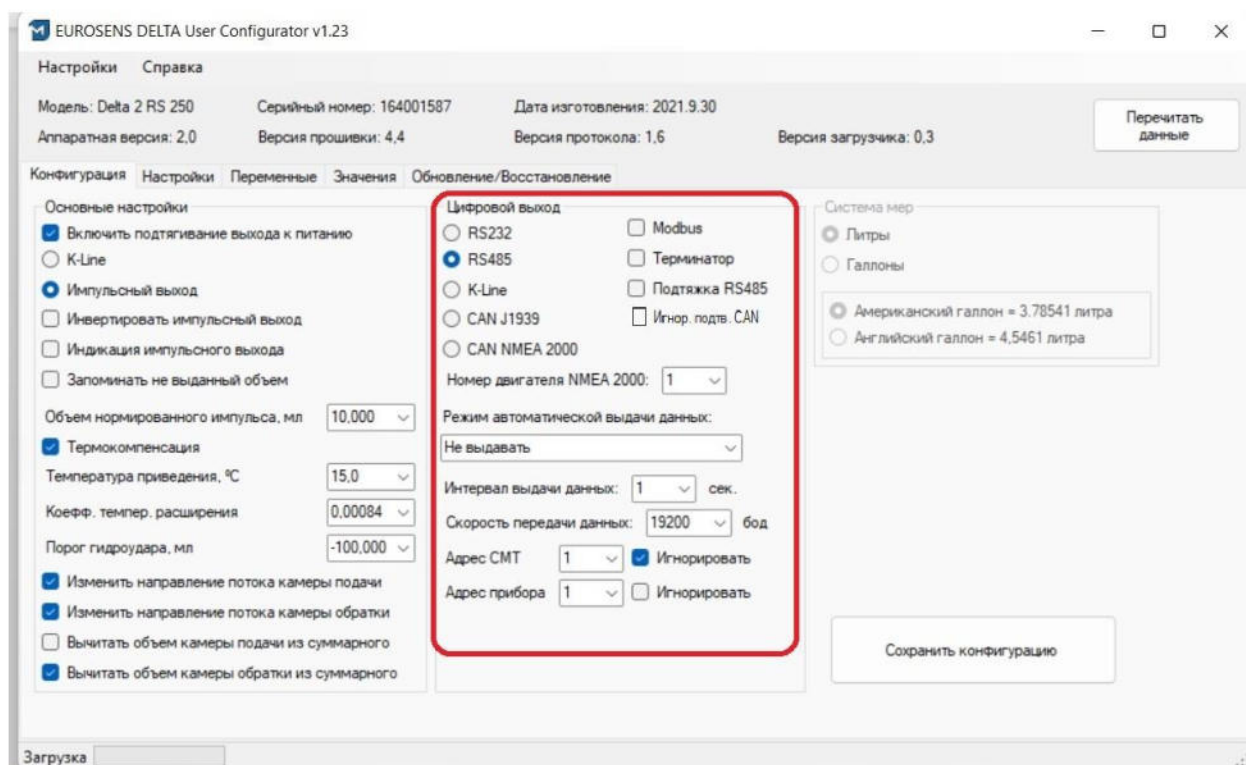 EUROSENS DELTA User Configurator v1.23
Настройки Справка
Модель: Delta 2 RS 250 Серийный номер: 164001587 Дата изготовления: 2021.9.30
Аппаратная версия: 2,0 Версия прошивки: 4,4 Версия протокола: 1,6 Версия загрузчика: 0,3
Перечитать
данные
Конфигурация Настройки Переменные Значения Обновление/Восстановление
Основные настройки
Включить подтягивание выхода к питанию
K-Line
Импульсный выход
Инвертировать импульсный выход
Индикация импульсного выхода
Запоминать не выданный объем
Объем нормированного импульса, мл 10,000
Термокомпенсация
Температура приведения, ºC 15,0
Коефф. темпер. расширения 0,00084
Порог гидроудара, мл -100,000
Изменить направление потока камеры подачи
Изменить направление потока камеры обратки
Вычитать объем камеры подачи из суммарного
Вычитать объем камеры обратки из суммарного
Цифровой выход
RS232 Modbus
RS485 Терминатор
K-Line Подтяжка RS485
CAN J1939 Игнор. подтв. CAN
CAN NMEA 2000
Номер двигателя NMEA 2000: 1
Режим автоматической выдачи данных:
Не выдавать
Интервал выдачи данных: 1 сек.
Скорость передачи данных: 19200 бод
Адрес СМТ 1 Игнорировать
Адрес прибора 1 Игнорировать
Система мер
Литры
Галлоны
Американский галлон = 3.78541 литра
Английский галлон = 4,5461 литра
Сохранить конфигурацию
Загрузка